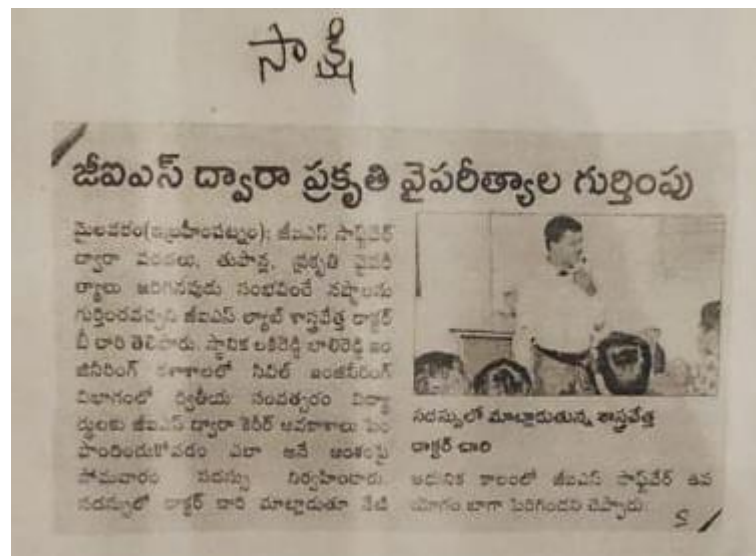 సాక్షి
జీఐఎస్ ద్వారా ప్రకృతి వైపరీత్యాల గుర్తింపు
మైలవరం(ఇబ్రహీంపట్నం): జీఐఎస్ సాఫ్ట్‌వేర్
ద్వారా వరదలు, తుపాన్ల, ప్రకృతి వైపరీ
త్యాలు జరిగినపుడు సంభవించే నష్టాలను
గుర్తించవచ్చని జీఐఎస్ ల్యాబ్ శాస్త్రవేత్త డాక్టర్
బీ చారి తెలిపారు. స్థానిక లకిరెడ్డి బాలిరెడ్డి ఇం
జినీరింగ్ కళాశాలలో సివిల్ ఇంజనీరింగ్
విభాగంలో ద్వితీయ సంవత్సరం విద్యా
ర్థులకు జీఐఎస్ ద్వారా కెరీర్ అవకాశాలు పెం
పొందించుకోవడం ఎలా అనే అంశంపై
సోమవారం సదస్సు నిర్వహించారు.
సదస్సులో డాక్టర్ చారి మాట్లాడుతూ నేటి
సదస్సులో మాట్లాడుతున్న శాస్త్రవేత్త
డాక్టర్ చారి
ఆధునిక కాలంలో జీఐఎస్ సాఫ్ట్‌వేర్ ఉప
యోగం బాగా పెరిగిందని చెప్పారు.